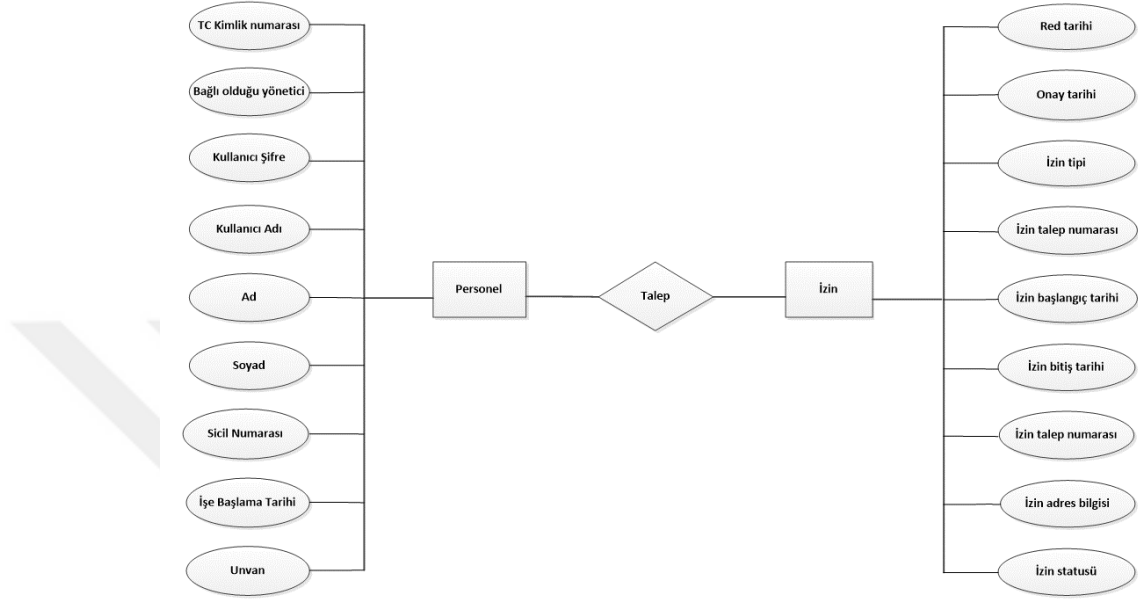 TC Kimlik numarası
Bağlı olduğu yönetici
Kullanıcı Şifre
Kullanıcı Adı
Ad
Soyad
Sicil Numarası
İşe Başlama Tarihi
Unvan
Personel
Talep
İzin
Red tarihi
Onay tarihi
İzin tipi
İzin talep numarası
İzin başlangıç tarihi
İzin bitiş tarihi
İzin talep numarası
İzin adres bilgisi
İzin statusü